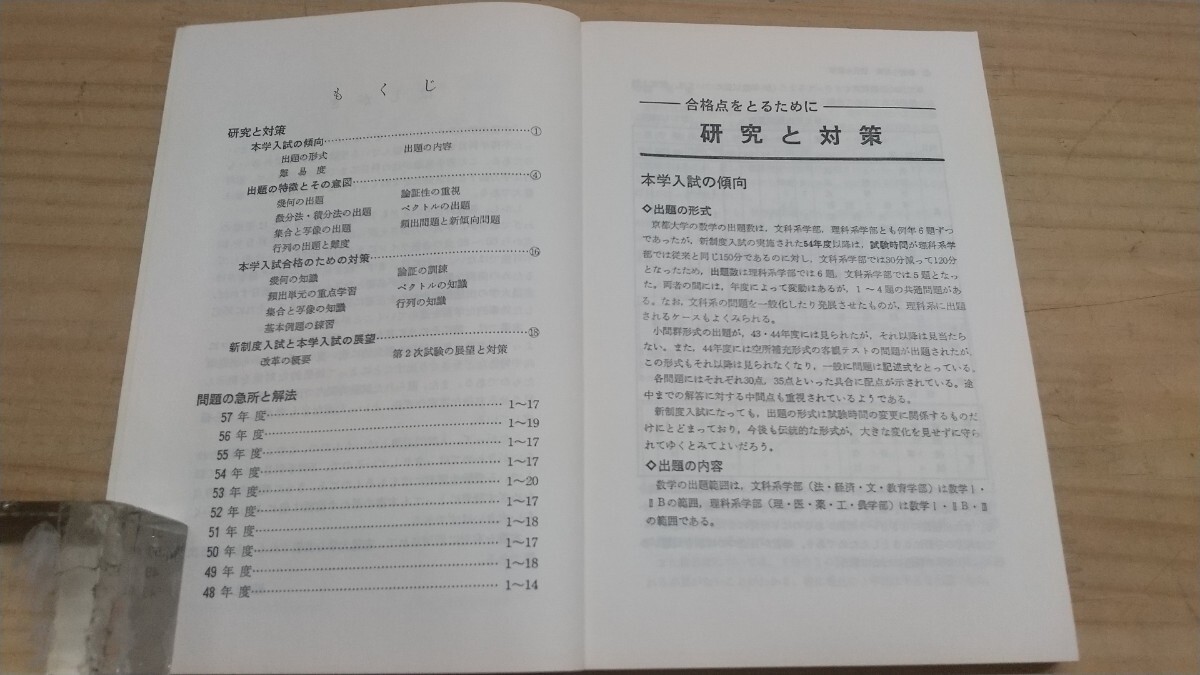 もくじ
研究と対策
本学入試の傾向……①
出題の形式 出題の内容
難易度
出題の特徴とその意図……④
幾何の出題 論証性の重視
微分法・積分法の出題 ベクトルの出題
集合と写像の出題 頻出問題と新傾向問題
行列の出題と難度
本学入試合格のための対策……⑯
幾何の知識 論証の訓練
頻出単元の重点学習 ベクトルの知識
集合と写像の知識 行列の知識
基本例題の練習
新制度入試と本学入試の展望……⑱
改革の概要 第2次試験の展望と対策
問題の急所と解法
57年度……1〜17
56年度……1〜19
55年度……1〜17
54年度……1〜17
53年度……1〜20
52年度……1〜17
51年度……1〜18
50年度……1〜17
49年度……1〜18
48年度……1〜14
合格点をとるために
研究と対策
本学入試の傾向
◇出題の形式
京都大学の数学の出題数は，文科系学部，理科系学部とも例年6題ずつ
であったが，新制度入試の実施された54年度以降は，試験時間が理科系学
部では従来と同じ150分であるのに対し，文科系学部では30分減って120分
となったため，出題数は理科系学部では6題，文科系学部では5題となっ
た。両者の間には，年度によって変動はあるが，1〜4題の共通問題があ
る。なお，文科系の問題を一般化したり発展させたものが，理科系に出題
されるケースもよくみられる。
小問群形式の出題が，43・44年度には見られたが，それ以降は見当たら
ない。また，44年度には空所補充形式の客観テストの問題が出題されたが，
この形式もそれ以降は見られなくなり，一般に問題は記述式をとっている。
各問題にはそれぞれ30点，35点といった具合に配点が示されている。途
中までの解答に対する中間点も重視されているようである。
新制度入試になっても，出題の形式は試験時間の変更に関係するものだ
けにとどまっており，今後も伝統的な形式が，大きな変化を見せずに守ら
れてゆくとみてよいだろう。
◇出題の内容
数学の出題範囲は，文科系学部（法・経済・文・教育学部）は数学Ⅰ・
ⅡBの範囲，理科系学部（理・医・薬・工・農学部）は数学Ⅰ・ⅡB・Ⅲ
の範囲である。